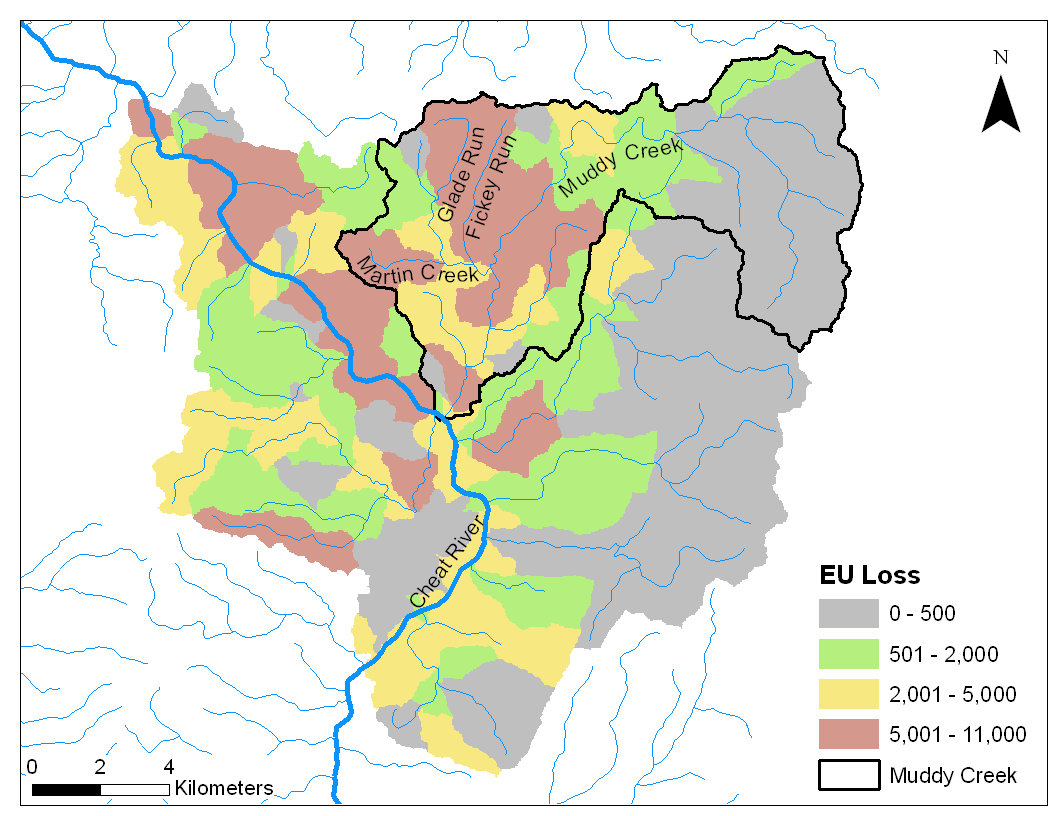 N
Glade Run
Fickey Run
Muddy Creek
Martin Creek
Cheat River
EU Loss
0 - 500
501 - 2,000
2,001 - 5,000
5,001 - 11,000
Muddy Creek
0 2 4
Kilometers